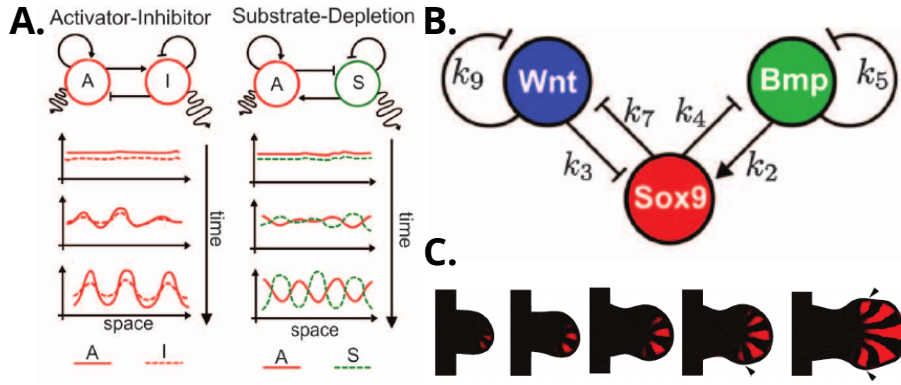 A.
Activator-Inhibitor
Substrate-Depletion
A
I
A
S
time
time
space
space
A
I
A
S
B.
k9
Wnt
Bmp
k5
k7
k4
k3
k2
Sox9
C.